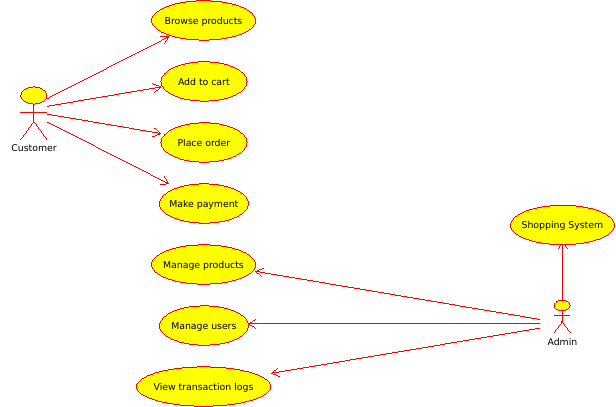 Browse products
Add to cart
Customer
Place order
Make payment
Shopping System
Manage products
Manage users
Admin
View transaction logs